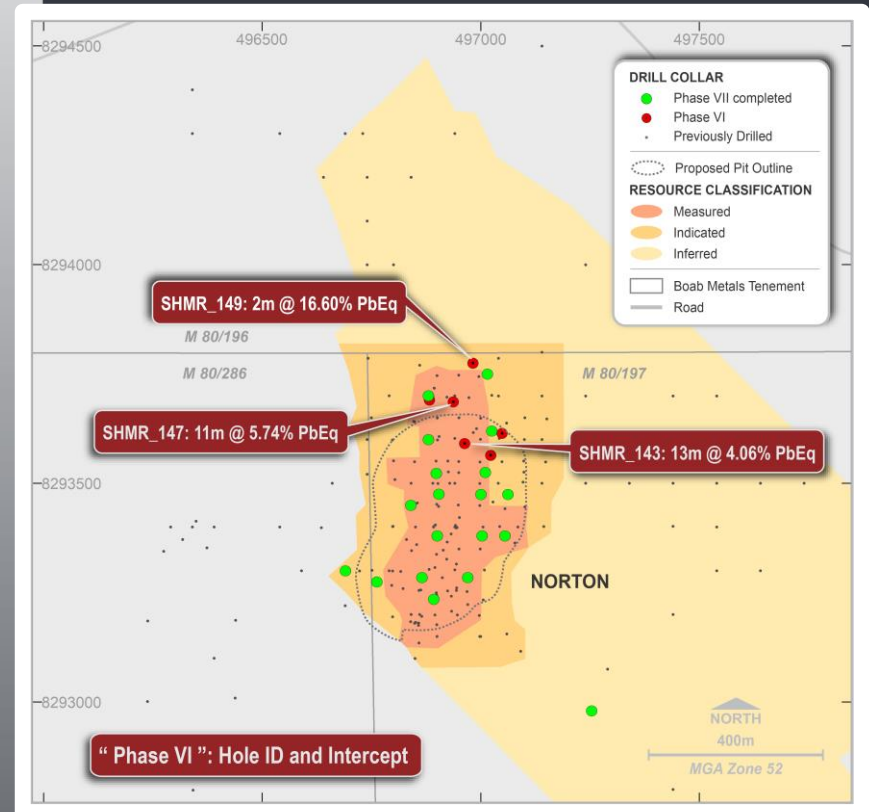 496500
497000
497500
8294500
8294000
8293500
8293000
DRILL COLLAR
Phase VII completed
Phase VI
Previously Drilled
Proposed Pit Outline
RESOURCE CLASSIFICATION
Measured
Indicated
Inferred
Boab Metals Tenement
Road
SHMR_149: 2m @ 16.60% PbEq
M 80/196
M 80/286
M 80/197
SHMR_147: 11m @ 5.74% PbEq
SHMR_143: 13m @ 4.06% PbEq
NORTON
NORTH
400m
MGA Zone 52
“ Phase VI ”: Hole ID and Intercept